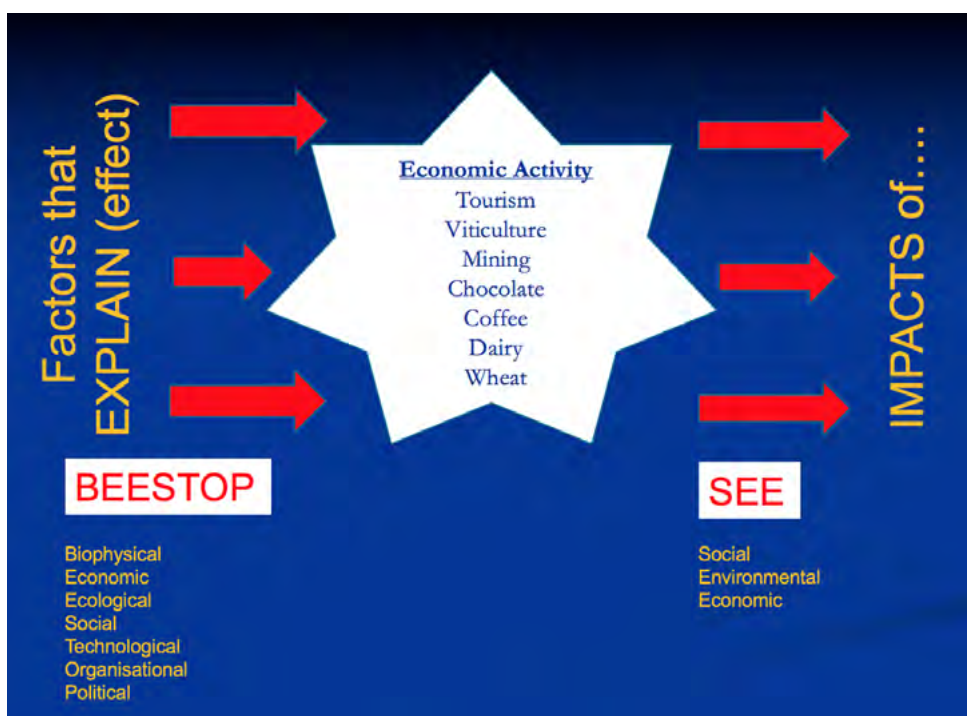 Factors that
EXPLAIN (effect)
Economic Activity
Tourism
Viticulture
Mining
Chocolate
Coffee
Dairy
Wheat
IMPACTS of....
BEESTOP
Biophysical
Economic
Ecological
Social
Technological
Organisational
Political
SEE
Social
Environmental
Economic